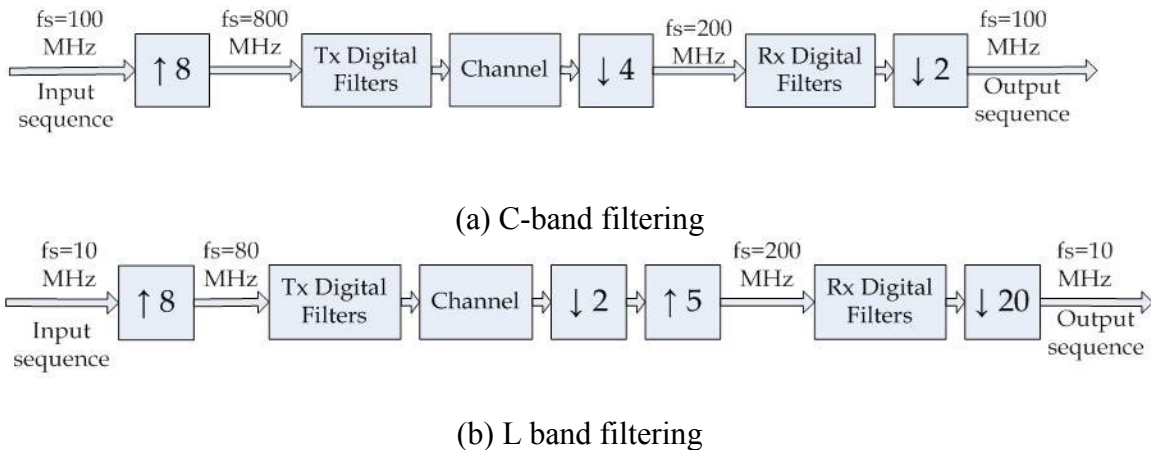 fs=100
MHz
Input
sequence
↑ 8
fs=800
MHz
Tx Digital
Filters
Channel
↓ 4
fs=200
MHz
Rx Digital
Filters
↓ 2
fs=100
MHz
Output
sequence
(a) C-band filtering
fs=10
MHz
Input
sequence
↑ 8
fs=80
MHz
Tx Digital
Filters
Channel
↓ 2
↑ 5
fs=200
MHz
Rx Digital
Filters
↓ 20
fs=10
MHz
Output
sequence
(b) L band filtering